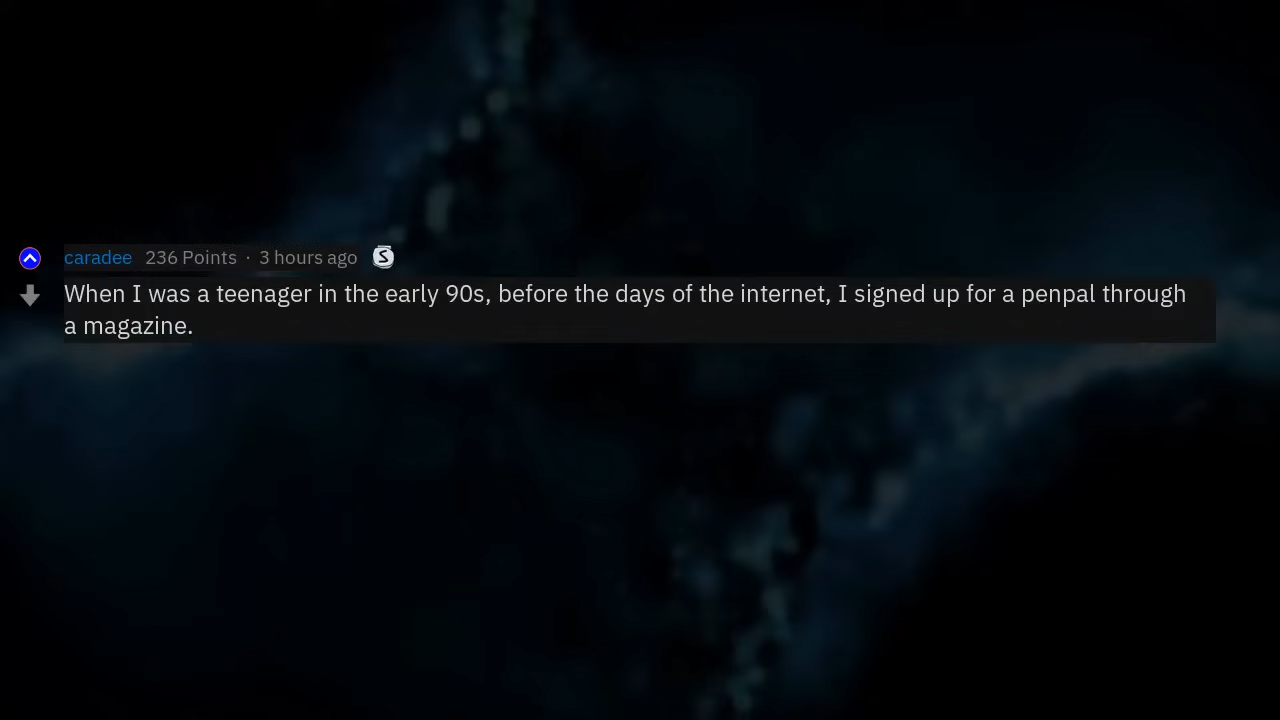 caradee 236 Points · 3 hours ago
When I was a teenager in the early 90s, before the days of the internet, I signed up for a penpal through
a magazine.